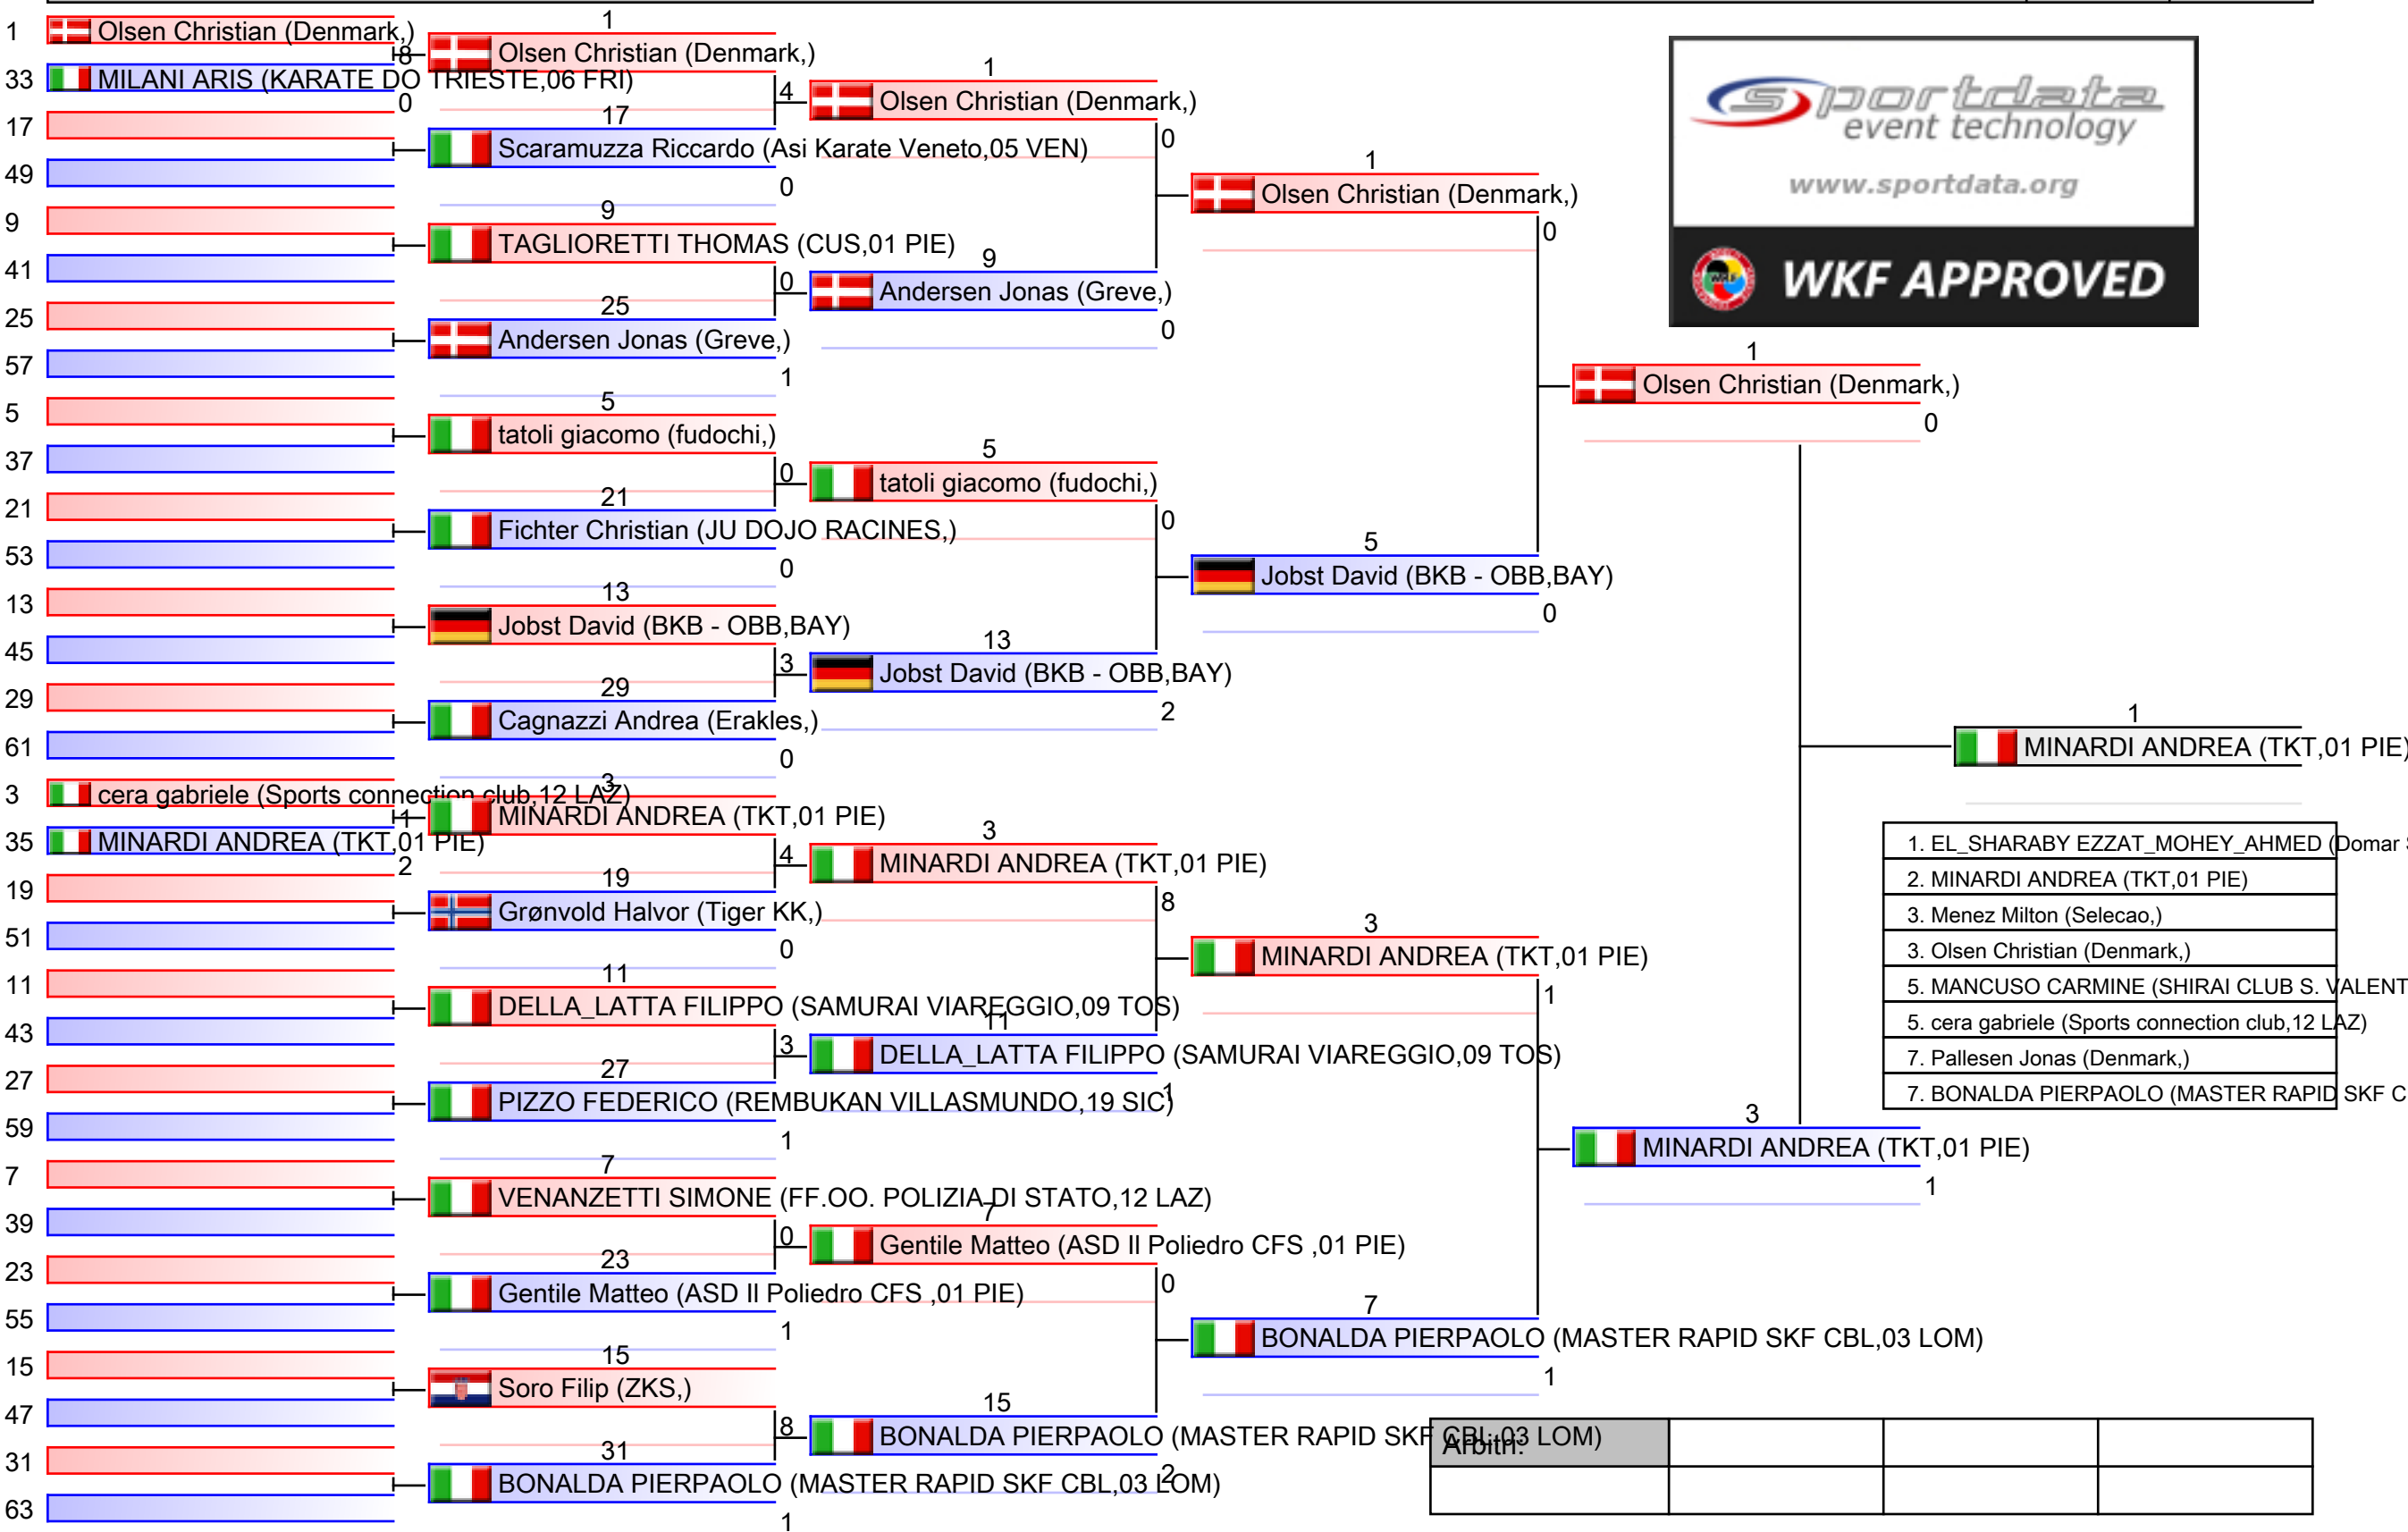 1 Olsen Christian (Denmark,)
8
33 MILANI ARIS (KARATE DO TRIESTE,06 FRI)
0
17
49
9
41
25
57
5
37
21
53
13
45
29
61
3 cera gabriele (Sports connection club,12 LAZ)
1
35 MINARDI ANDREA (TKT,01 PIE)
2
19
51
11
43
27
59
7
39
23
55
15
47
31
63
1
Olsen Christian (Denmark,)
4
17
Scaramuzza Riccardo (Asi Karate Veneto,05 VEN)
0
9
TAGLIORETTI THOMAS (CUS,01 PIE)
0
25
Andersen Jonas (Greve,)
1
5
tatoli giacomo (fudochi,)
0
21
Fichter Christian (JU DOJO RACINES,)
0
13
Jobst David (BKB - OBB,BAY)
3
29
Cagnazzi Andrea (Erakles,)
0
3
MINARDI ANDREA (TKT,01 PIE)
4
19
Grønvold Halvor (Tiger KK,)
0
11
DELLA_LATTA FILIPPO (SAMURAI VIAREGGIO,09 TOS)
3
27
PIZZO FEDERICO (REMBUKAN VILLASMUNDO,19 SIC)
1
7
VENANZETTI SIMONE (FF.OO. POLIZIA DI STATO,12 LAZ)
0
23
Gentile Matteo (ASD Il Poliedro CFS ,01 PIE)
1
15
Soro Filip (ZKS,)
8
31
BONALDA PIERPAOLO (MASTER RAPID SKF CBL,03 LOM)
1
1
Olsen Christian (Denmark,)
0
9
Andersen Jonas (Greve,)
0
5
tatoli giacomo (fudochi,)
0
13
Jobst David (BKB - OBB,BAY)
2
3
MINARDI ANDREA (TKT,01 PIE)
8
11
DELLA_LATTA FILIPPO (SAMURAI VIAREGGIO,09 TOS)
1
7
Gentile Matteo (ASD Il Poliedro CFS ,01 PIE)
0
15
BONALDA PIERPAOLO (MASTER RAPID SKF CBL,03 LOM)
2
1
Olsen Christian (Denmark,)
0
5
Jobst David (BKB - OBB,BAY)
0
3
MINARDI ANDREA (TKT,01 PIE)
1
7
BONALDA PIERPAOLO (MASTER RAPID SKF CBL,03 LOM)
1
1
Olsen Christian (Denmark,)
0
3
MINARDI ANDREA (TKT,01 PIE)
1
1
MINARDI ANDREA (TKT,01 PIE)
sportdata
event technology
www.sportdata.org
WKF
WKF APPROVED
1. EL_SHARABY EZZAT_MOHEY_AHMED (Domar
2. MINARDI ANDREA (TKT,01 PIE)
3. Menez Milton (Selecao,)
3. Olsen Christian (Denmark,)
5. MANCUSO CARMINE (SHIRAI CLUB S. VALENT
5. cera gabriele (Sports connection club,12 LAZ)
7. Pallesen Jonas (Denmark,)
7. BONALDA PIERPAOLO (MASTER RAPID SKF C
Arbitri: